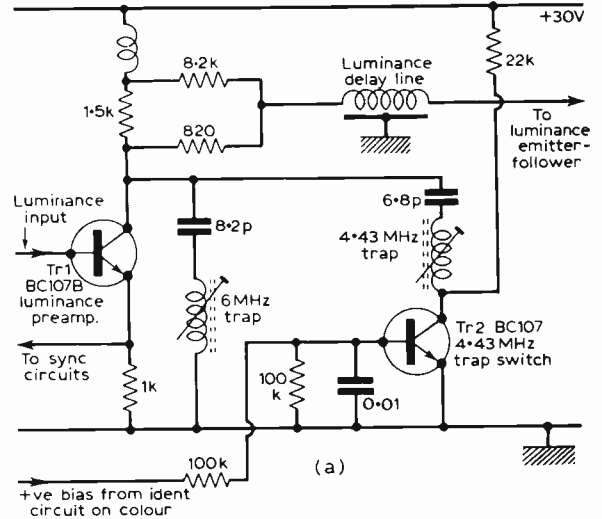 +30V
8·2k
22k
Luminance
delay line
1·5k
820
To
luminance
emitter-
follower
Luminance
input
6·8p
8·2p
4·43 MHz
trap
Tr1
BC107B
luminance
preamp.
6MHz
trap
Tr2 BC107
4·43MHz
trap switch
To sync
circuits
1k
100
k
0·01
(a)
100k
+ve bias from ident
circuit on colour